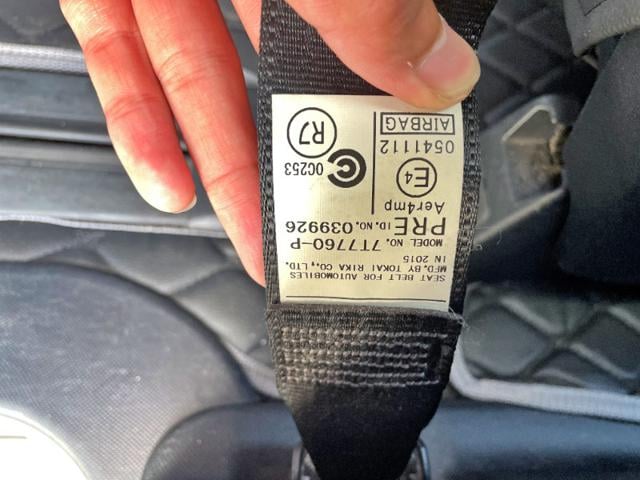 SEAT BELT FOR AUTOMOBILES
MFD. BY TOKAI RIKA CO., LTD.
IN 2015
MODEL NO. 7T7760-P
PRE ID. NO. 039926
Aer4mp
E4
0541112
AIRBAG
0C253
R7